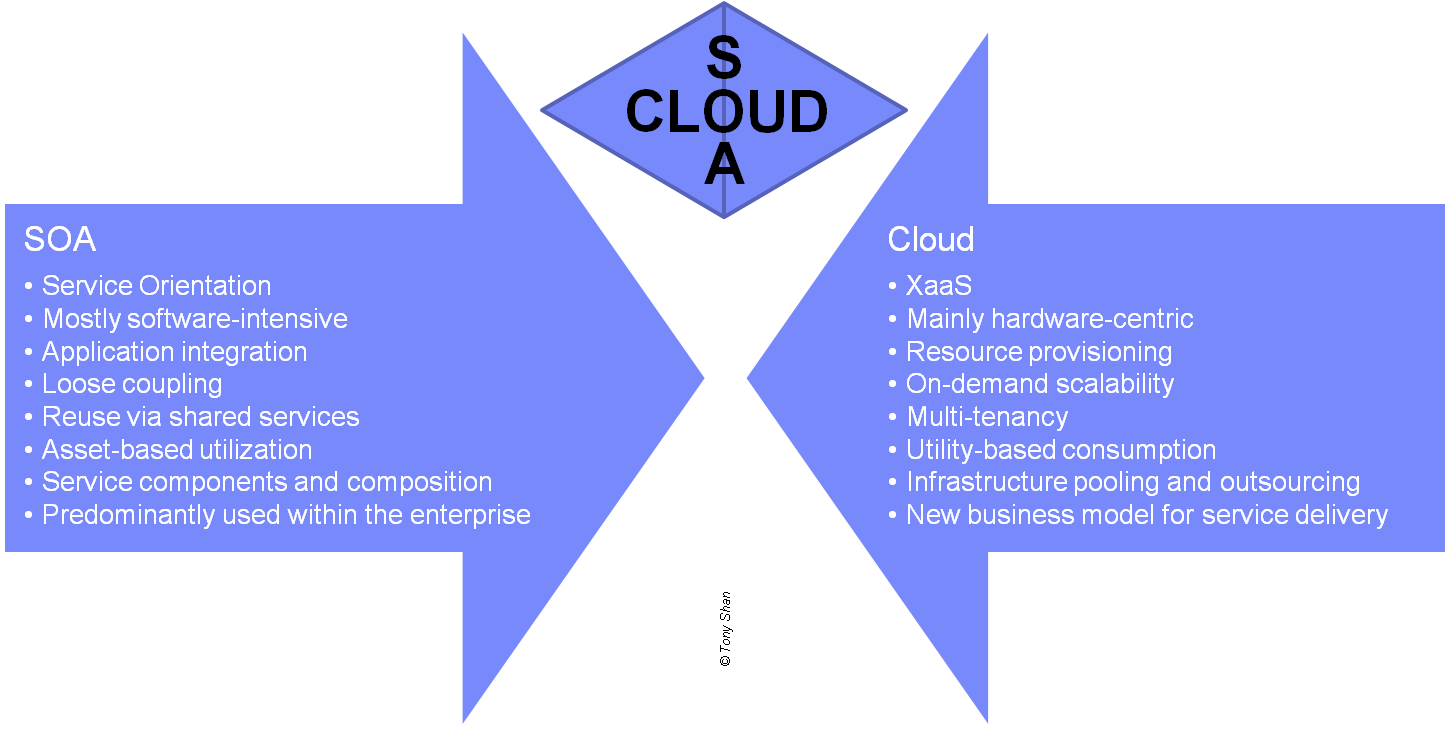 S
CLOUD
A
SOA
• Service Orientation
• Mostly software-intensive
• Application integration
• Loose coupling
• Reuse via shared services
• Asset-based utilization
• Service components and composition
• Predominantly used within the enterprise
Cloud
• XaaS
• Mainly hardware-centric
• Resource provisioning
• On-demand scalability
• Multi-tenancy
• Utility-based consumption
• Infrastructure pooling and outsourcing
• New business model for service delivery
© Tony Shan